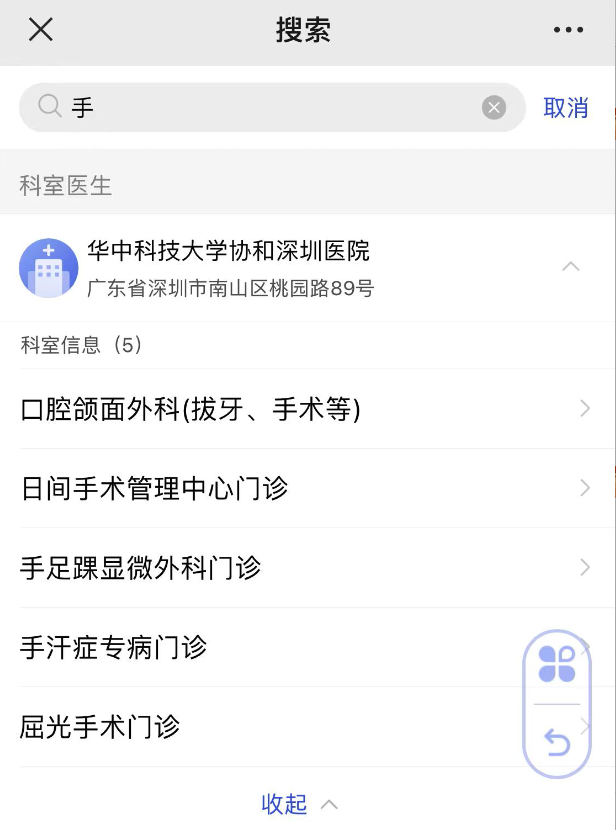 搜索
手
取消
科室医生
华中科技大学协和深圳医院
广东省深圳市南山区桃园路89号
科室信息（5）
口腔颌面外科(拔牙、手术等)
日间手术管理中心门诊
手足踝显微外科门诊
手汗症专病门诊
屈光手术门诊
收起